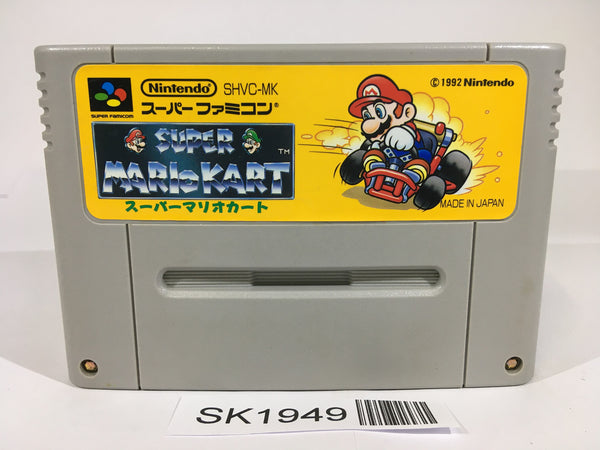 Nintendo® SHVC-MK
スーパーファミコン®
SUPER FAMICOM
SUPER
MARIO KART
TM
スーパーマリオカート
© 1992 Nintendo
MADE IN JAPAN
SK1949